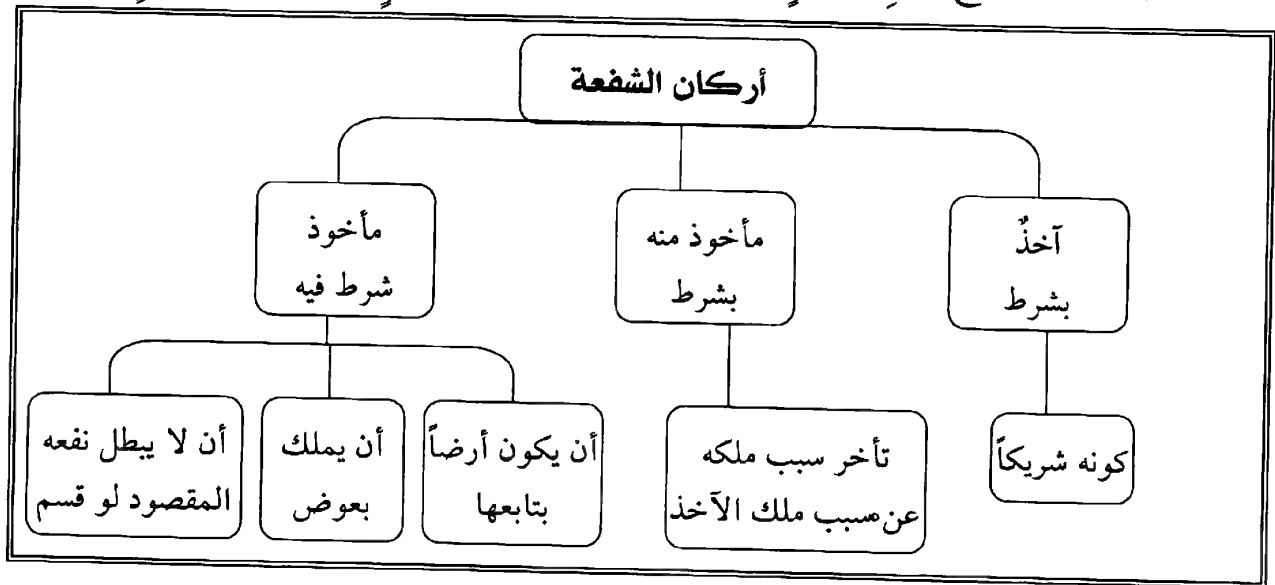 أركان الشفعة
آخذٌ
بشرط
مأخوذ منه
بشرط
مأخوذ
شرط فيه
كونه شريكاً
تأخر سبب ملكه
عن سبب ملك الآخذ
أن يكون أرضاً
بتابعها
أن يملك
بعوض
أن لا يبطل نفعه
المقصود لو قسم